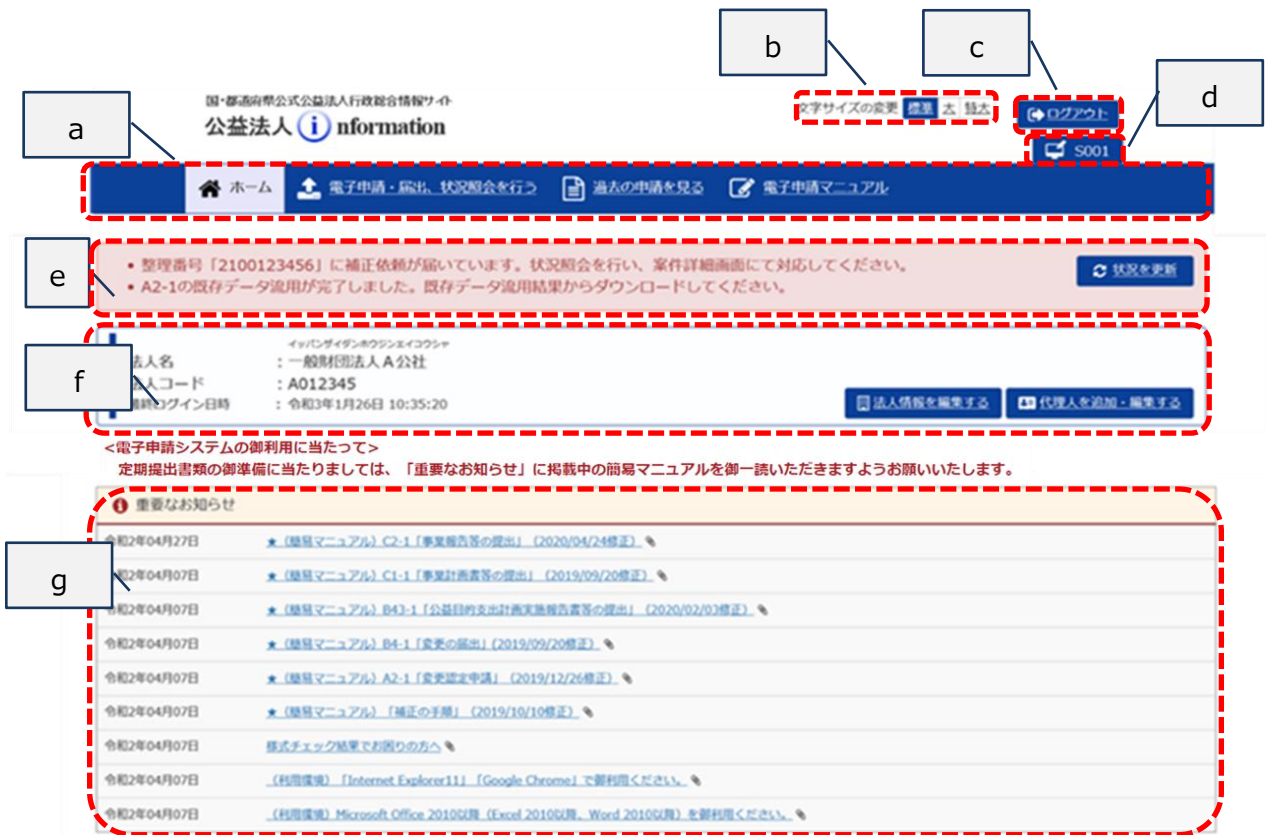 b
c
d
a
国・都道府県公式公益法人行政総合情報サイト
公益法人 i nformation
文字サイズの変更 標準 大 特大
ログアウト
S001
ホーム 電子申請・届出、状況照会を行う 過去の申請を見る 電子申請マニュアル
e
• 整理番号「2100123456」に補正依頼が届いています。状況照会を行い、案件詳細画面にて対応してください。
• A2-1の既存データ流用が完了しました。既存データ流用結果からダウンロードしてください。
状況を更新
f
イッパンザイダンホウジンエイコウシャ
法人名 : 一般財団法人A公社
法人コード : A012345
最終ログイン日時 : 令和3年1月26日 10:35:20
法人情報を編集する 代理人を追加・編集する
<電子申請システムの御利用に当たって>
定期提出書類の御準備に当たりましては、「重要なお知らせ」に掲載中の簡易マニュアルを御一読いただきますようお願いいたします。
g
重要なお知らせ
令和2年04月27日 ★（簡易マニュアル）C2-1「事業報告等の提出」（2020/04/24修正）
令和2年04月07日 ★（簡易マニュアル）C1-1「事業計画書等の提出」（2019/09/20修正）
令和2年04月07日 ★（簡易マニュアル）B43-1「公益目的支出計画実施報告書等の提出」（2020/02/03修正）
令和2年04月07日 ★（簡易マニュアル）B4-1「変更の届出」(2019/09/20修正）
令和2年04月07日 ★（簡易マニュアル）A2-1「変更認定申請」（2019/12/26修正）
令和2年04月07日 ★（簡易マニュアル）「補正の手順」（2019/10/10修正）
令和2年04月07日 様式チェック結果でお困りの方へ
令和2年04月07日 （利用環境）「Internet Explorer11」「Google Chrome」で御利用ください。
令和2年04月07日 （利用環境）Microsoft Office 2010以降（Excel 2010以降、Word 2010以降）を御利用ください。